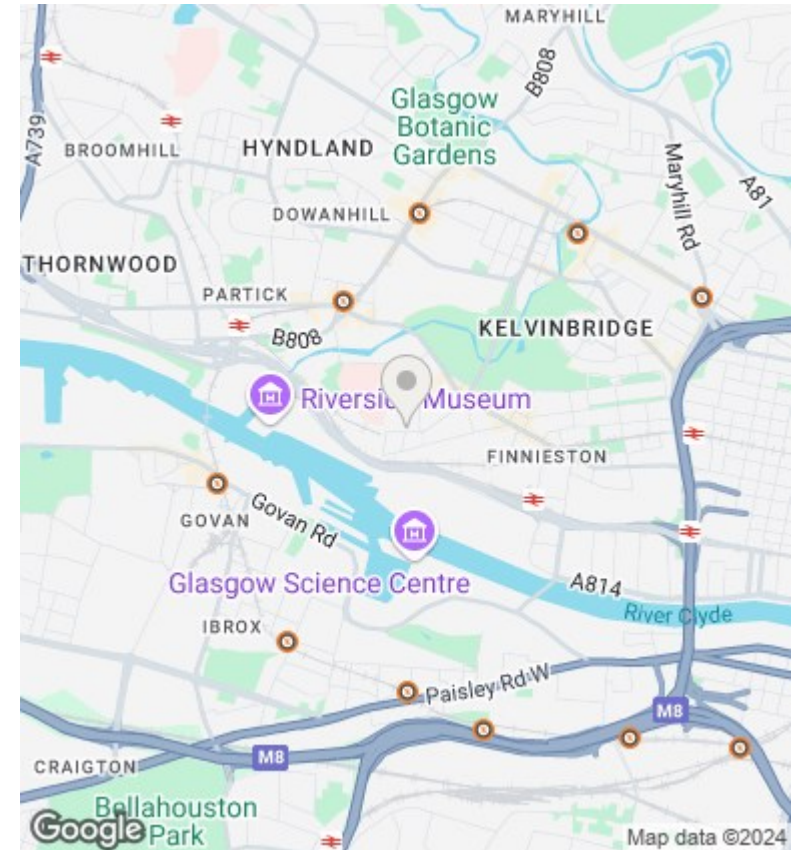 MARYHILL
B808
Glasgow
Botanic
Gardens
A739
BROOMHILL
HYNDLAND
Maryhill Rd
A81
DOWANHILL
THORNWOOD
PARTICK
KELVINBRIDGE
B808
Riverside Museum
FINNIESTON
GOVAN
Govan Rd
Glasgow Science Centre
A814
River Clyde
IBROX
Paisley Rd W
M8
M8
CRAIGTON
Bellahouston
Park
Google
Map data ©2024